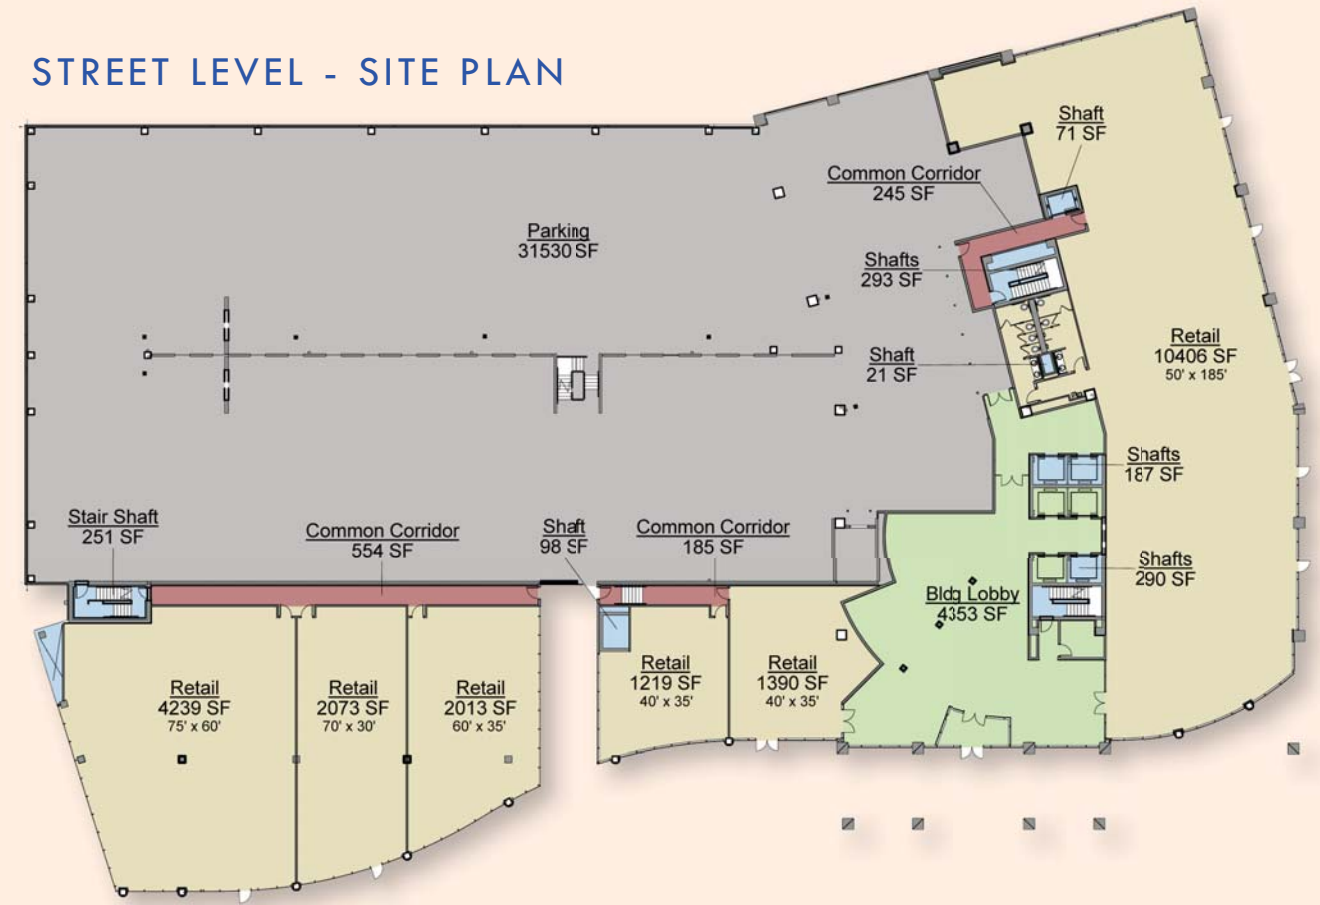 STREET LEVEL - SITE PLAN
Shaft
71 SF
Common Corridor
245 SF
Parking
31530 SF
Shafts
293 SF
Retail
10406 SF
50' x 185'
Shaft
21 SF
Shafts
187 SF
Stair Shaft
251 SF
Common Corridor
554 SF
Shaft
98 SF
Common Corridor
185 SF
Shafts
290 SF
Bldg Lobby
4353 SF
Retail
4239 SF
75' x 60'
Retail
2073 SF
70' x 30'
Retail
2013 SF
60' x 35'
Retail
1219 SF
40' x 35'
Retail
1390 SF
40' x 35'